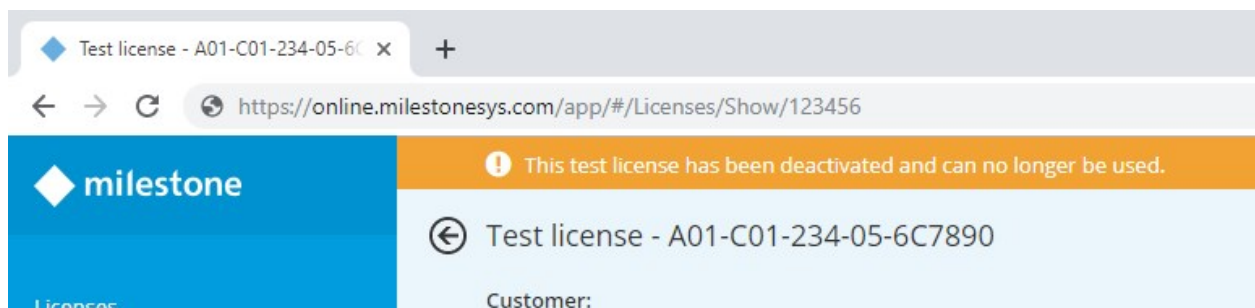 Test license - A01-C01-234-05-6
https://online.milestonesys.com/app/#/Licenses/Show/123456
milestone
This test license has been deactivated and can no longer be used.
Test license - A01-C01-234-05-6C7890
Licenses
Customer: